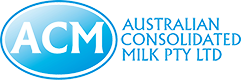 ACM
AUSTRALIAN
CONSOLIDATED
MILK PTY LTD